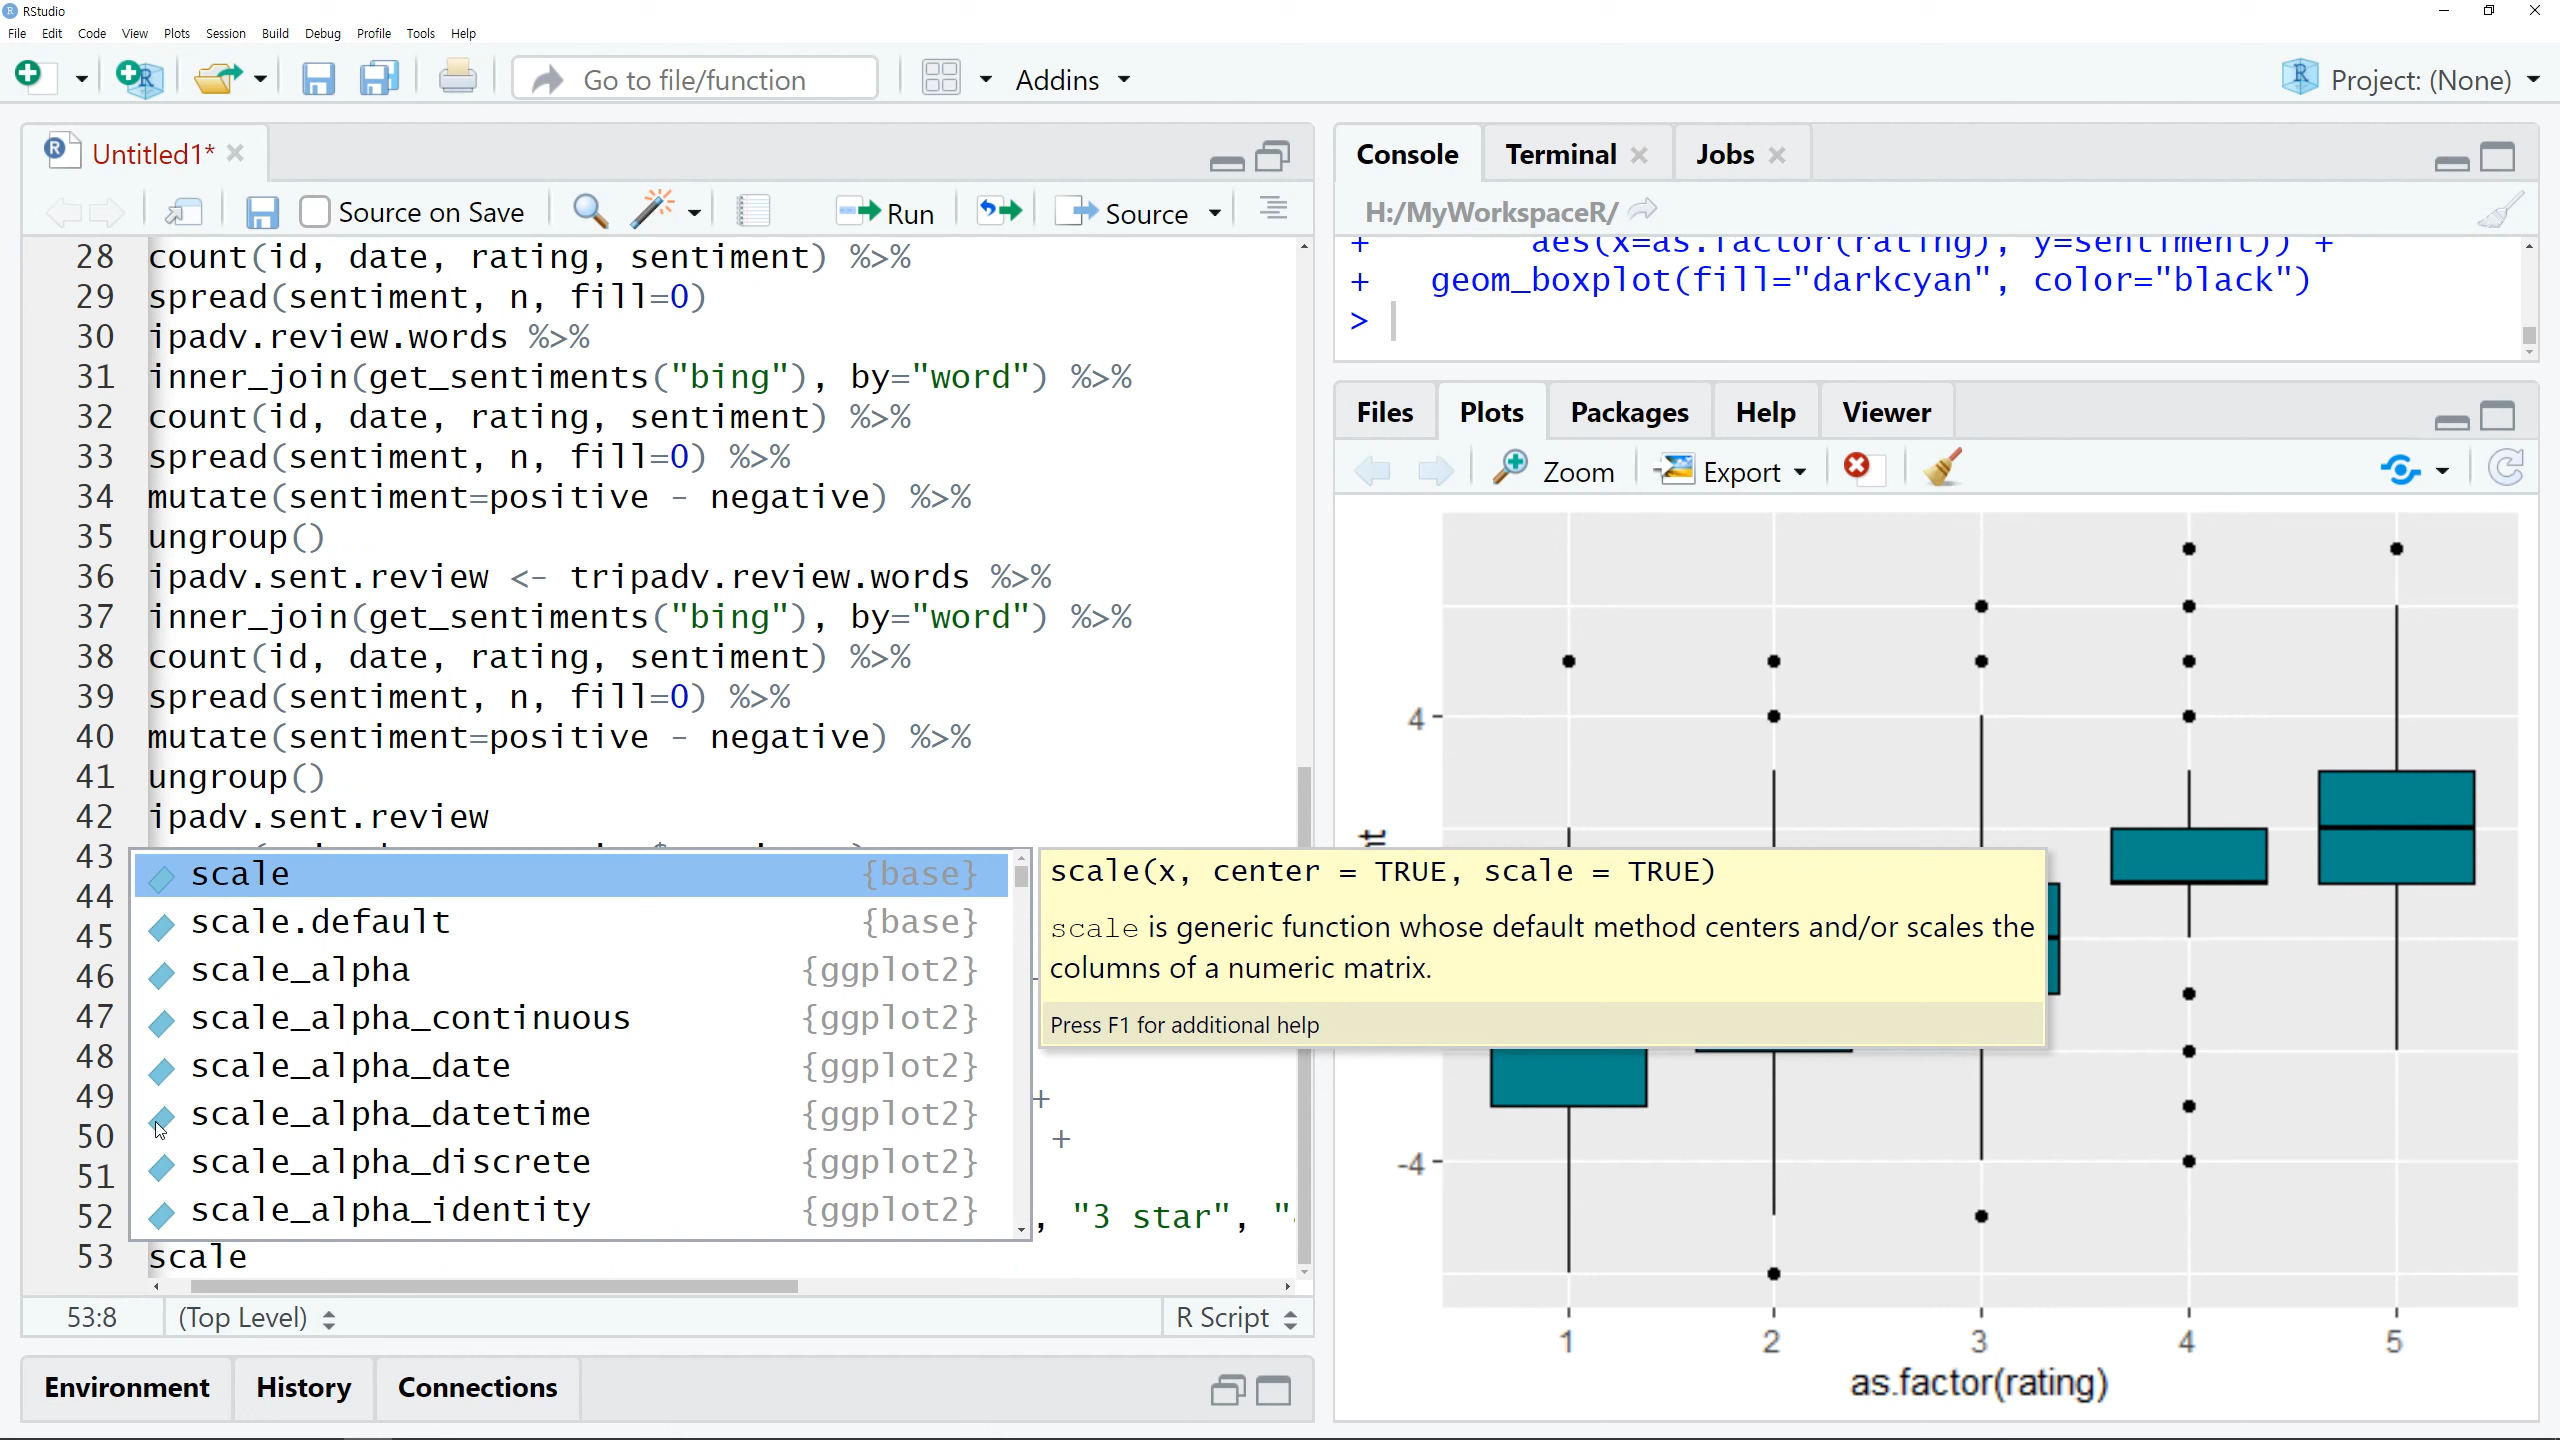 RStudio
File Edit Code View Plots Session Build Debug Profile Tools Help
Go to file/function
Addins
Project: (None)
Untitled1*
Source on Save
Run
Source
28 count(id, date, rating, sentiment) %>%
29 spread(sentiment, n, fill=0)
30 ipadv.review.words %>%
31 inner_join(get_sentiments("bing"), by="word") %>%
32 count(id, date, rating, sentiment) %>%
33 spread(sentiment, n, fill=0) %>%
34 mutate(sentiment=positive - negative) %>%
35 ungroup()
36 ipadv.sent.review <- tripadv.review.words %>%
37 inner_join(get_sentiments("bing"), by="word") %>%
38 count(id, date, rating, sentiment) %>%
39 spread(sentiment, n, fill=0) %>%
40 mutate(sentiment=positive - negative) %>%
41 ungroup()
42 ipadv.sent.review
43
44
45
46
47
48
49 +
50 +
51
52 , "3 star", "
53 scale
scale {base}
scale.default {base}
scale_alpha {ggplot2}
scale_alpha_continuous {ggplot2}
scale_alpha_date {ggplot2}
scale_alpha_datetime {ggplot2}
scale_alpha_discrete {ggplot2}
scale_alpha_identity {ggplot2}
scale(x, center = TRUE, scale = TRUE)
scale is generic function whose default method centers and/or scales the
columns of a numeric matrix.
Press F1 for additional help
53:8 (Top Level) R Script
Environment History Connections
Console Terminal Jobs
H:/MyWorkspaceR/
+ aes(x=as.factor(rating), y=sentiment)) +
+ geom_boxplot(fill="darkcyan", color="black")
>
Files Plots Packages Help Viewer
Zoom Export
4
-4
1 2 3 4 5
as.factor(rating)